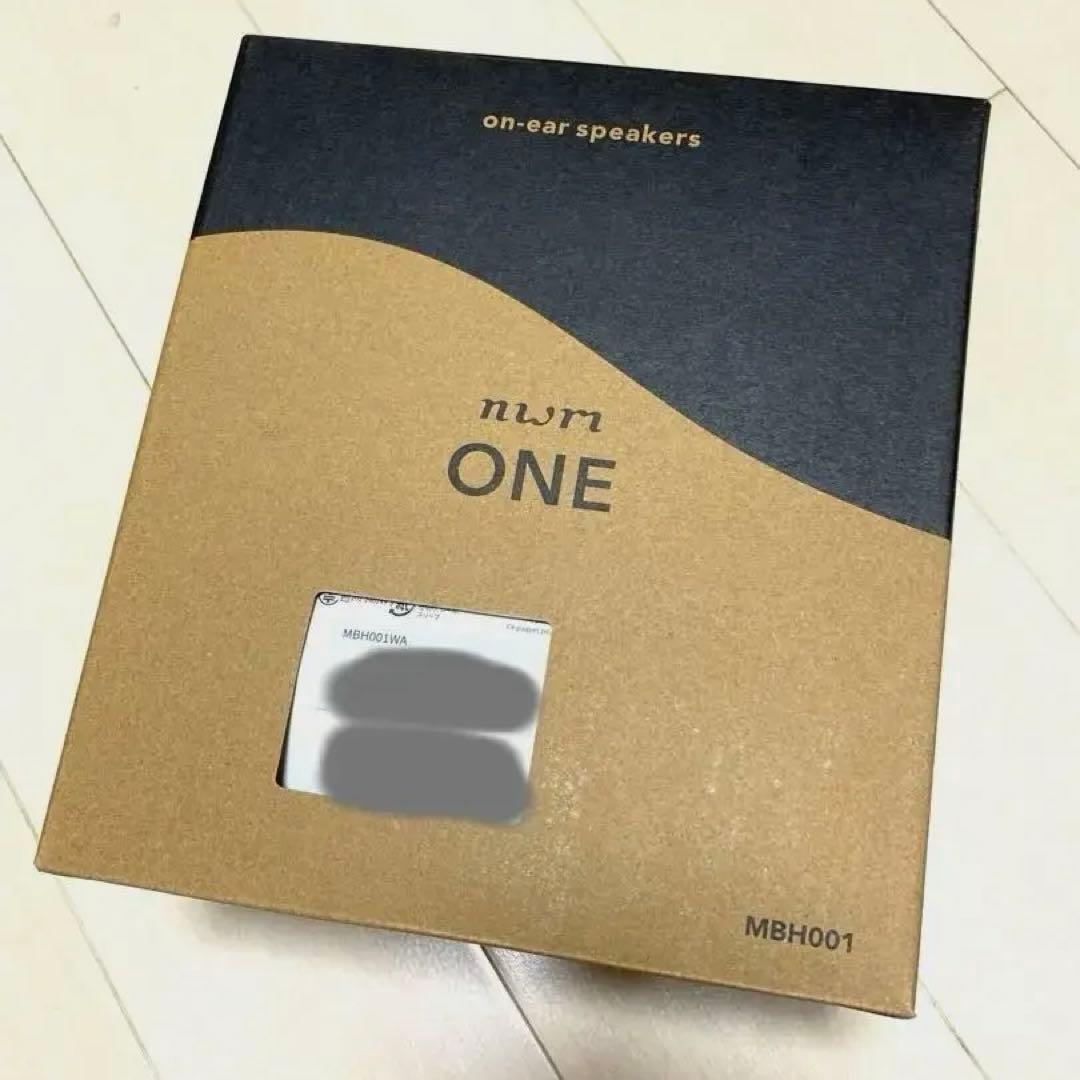 on-ear speakers
nwm
ONE
MBH001WA
MBH001